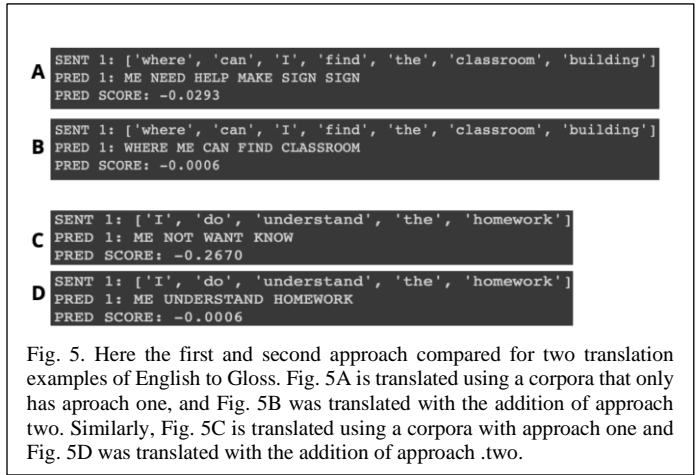 A
SENT 1: ['where', 'can', 'I', 'find', 'the', 'classroom', 'building']
PRED 1: ME NEED HELP MAKE SIGN SIGN
PRED SCORE: -0.0293
B
SENT 1: ['where', 'can', 'I', 'find', 'the', 'classroom', 'building']
PRED 1: WHERE ME CAN FIND CLASSROOM
PRED SCORE: -0.0006
C
SENT 1: ['I', 'do', 'understand', 'the', 'homework']
PRED 1: ME NOT WANT KNOW
PRED SCORE: -0.2670
D
SENT 1: ['I', 'do', 'understand', 'the', 'homework']
PRED 1: ME UNDERSTAND HOMEWORK
PRED SCORE: -0.0006
Fig. 5. Here the first and second approach compared for two translation
examples of English to Gloss. Fig. 5A is translated using a corpora that only
has aproach one, and Fig. 5B was translated with the addition of approach
two. Similarly, Fig. 5C is translated using a corpora with approach one and
Fig. 5D was translated with the addition of approach .two.